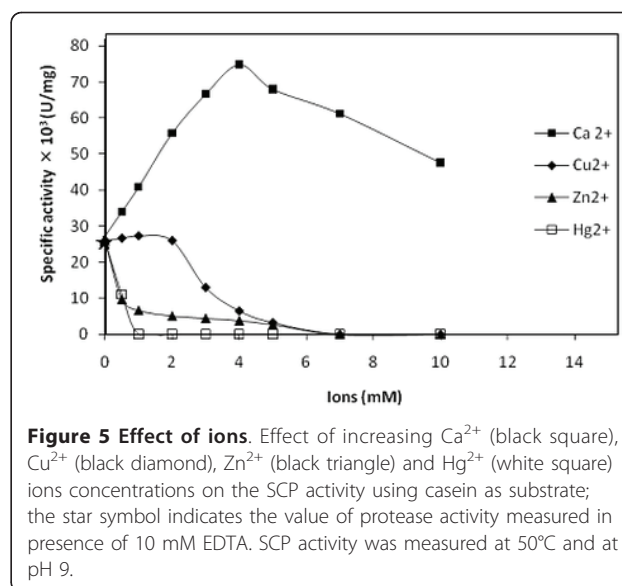 80
70
60
50
40
30
20
10
0
Specific activity × 10³ (U/mg)
0 2 4 6 8 10 12 14
Ions (mM)
Ca 2+
Cu2+
Zn2+
Hg2+
Figure 5 Effect of ions. Effect of increasing Ca²⁺ (black square),
Cu²⁺ (black diamond), Zn²⁺ (black triangle) and Hg²⁺ (white square)
ions concentrations on the SCP activity using casein as substrate;
the star symbol indicates the value of protease activity measured in
presence of 10 mM EDTA. SCP activity was measured at 50°C and at
pH 9.